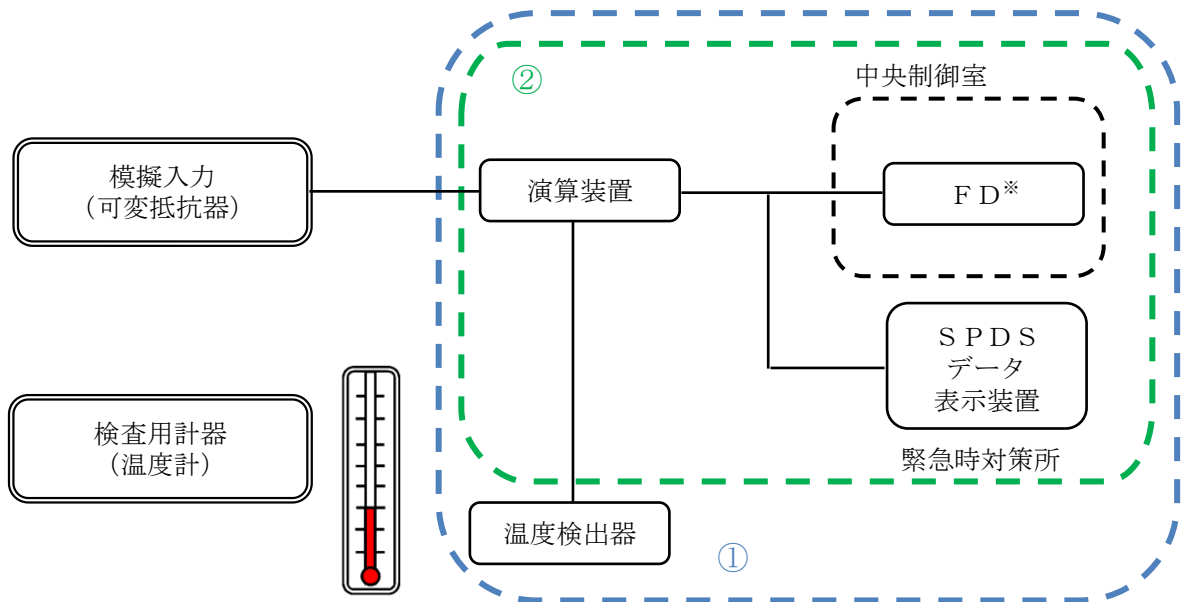 ②
中央制御室
模擬入力
(可変抵抗器)
演算装置
ＦＤ※
ＳＰＤＳ
データ
表示装置
検査用計器
(温度計)
緊急時対策所
温度検出器
①